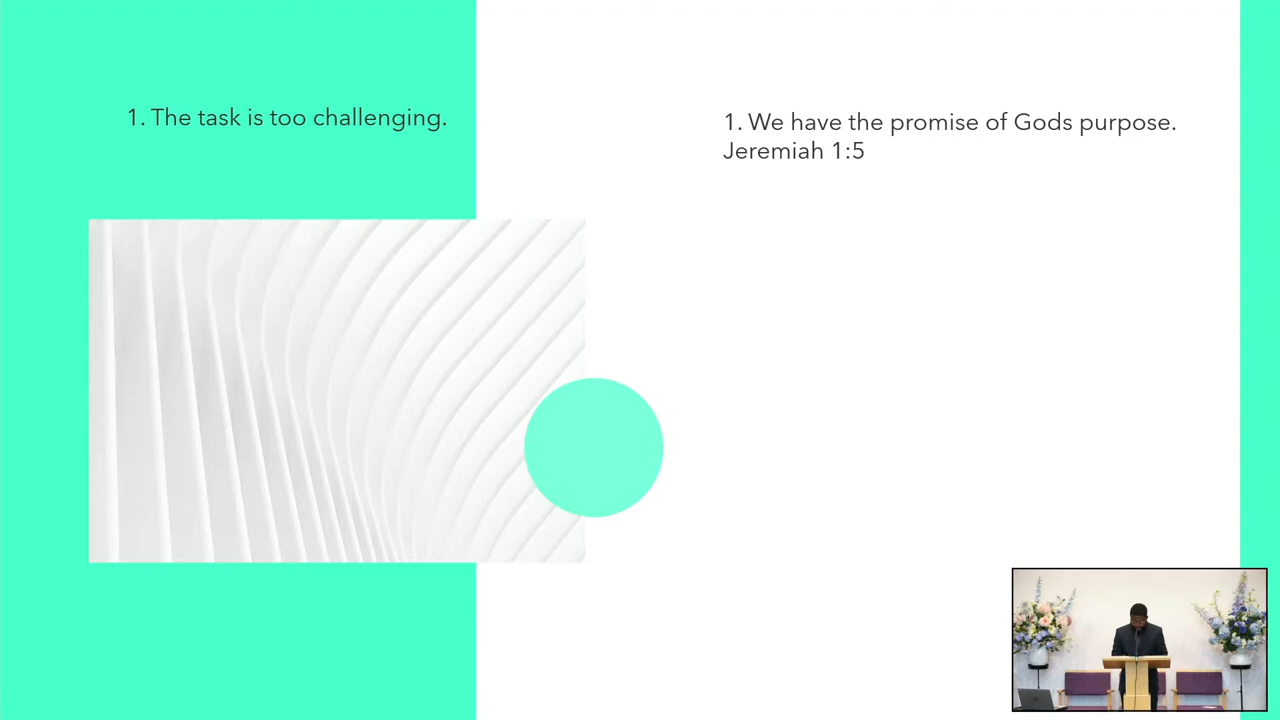 1. The task is too challenging.
1. We have the promise of Gods purpose.
Jeremiah 1:5